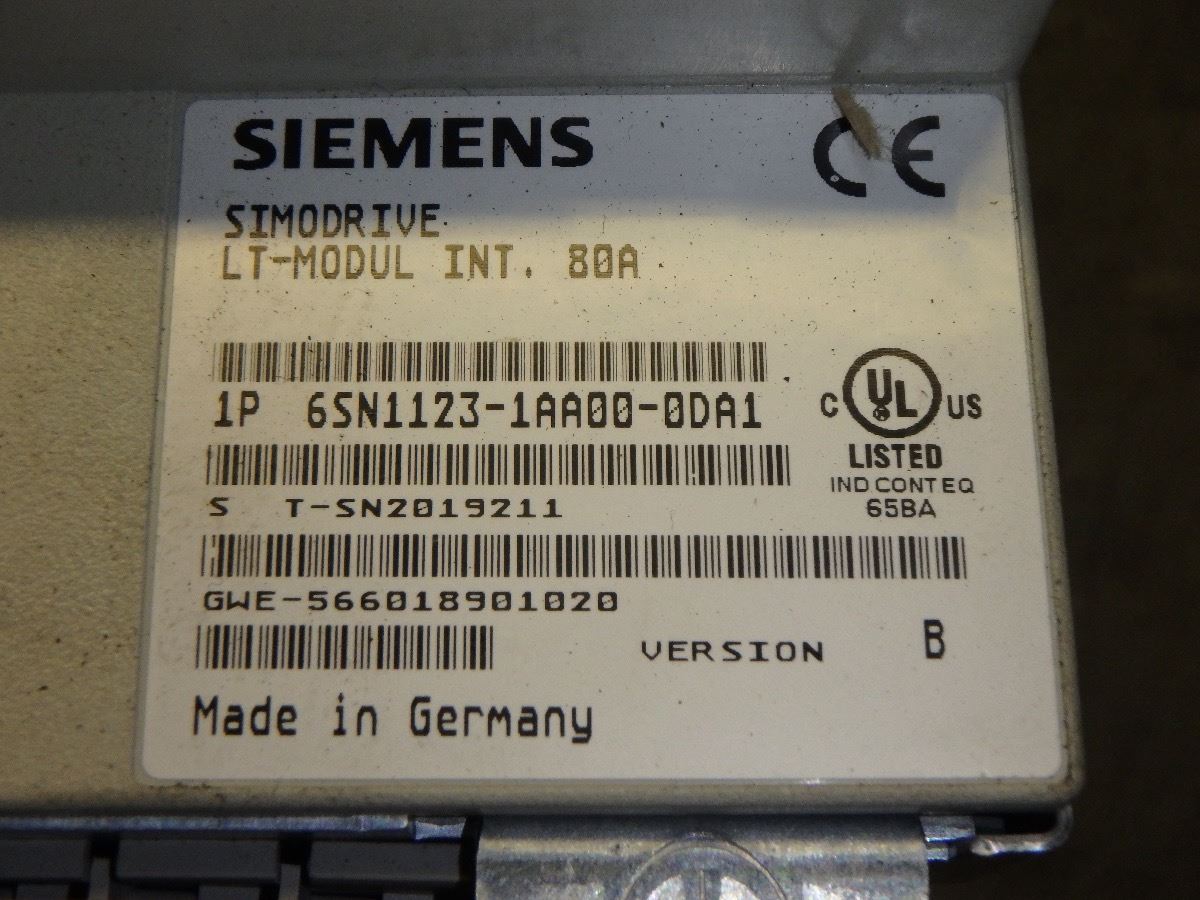 SIEMENS
CE
SIMODRIVE
LT-MODUL INT. 80A
1P 6SN1123-1AA00-0DA1
C UL US
LISTED
IND CONT EQ
65BA
S T-SN2019211
GWE-566018901020
VERSION B
Made in Germany